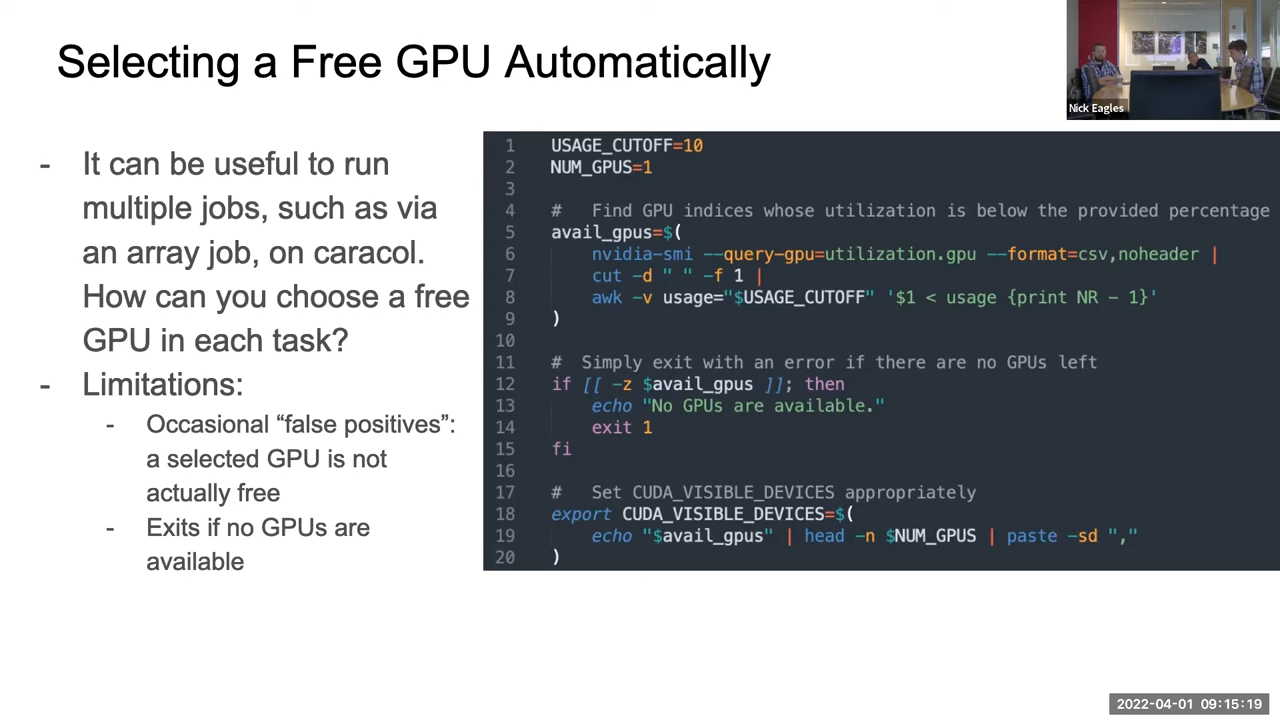 Selecting a Free GPU Automatically
Nick Eagles
- It can be useful to run
multiple jobs, such as via
an array job, on caracol.
How can you choose a free
GPU in each task?
- Limitations:
- Occasional “false positives”:
a selected GPU is not
actually free
- Exits if no GPUs are
available
1 USAGE_CUTOFF=10
2 NUM_GPUS=1
3
4 # Find GPU indices whose utilization is below the provided percentage
5 avail_gpus=$(
6 nvidia-smi --query-gpu=utilization.gpu --format=csv,noheader |
7 cut -d " " -f 1 |
8 awk -v usage="$USAGE_CUTOFF" '$1 < usage {print NR - 1}'
9 )
10
11 # Simply exit with an error if there are no GPUs left
12 if [[ -z $avail_gpus ]]; then
13 echo "No GPUs are available."
14 exit 1
15 fi
16
17 # Set CUDA_VISIBLE_DEVICES appropriately
18 export CUDA_VISIBLE_DEVICES=$(
19 echo "$avail_gpus" | head -n $NUM_GPUS | paste -sd ","
20 )
2022-04-01 09:15:19